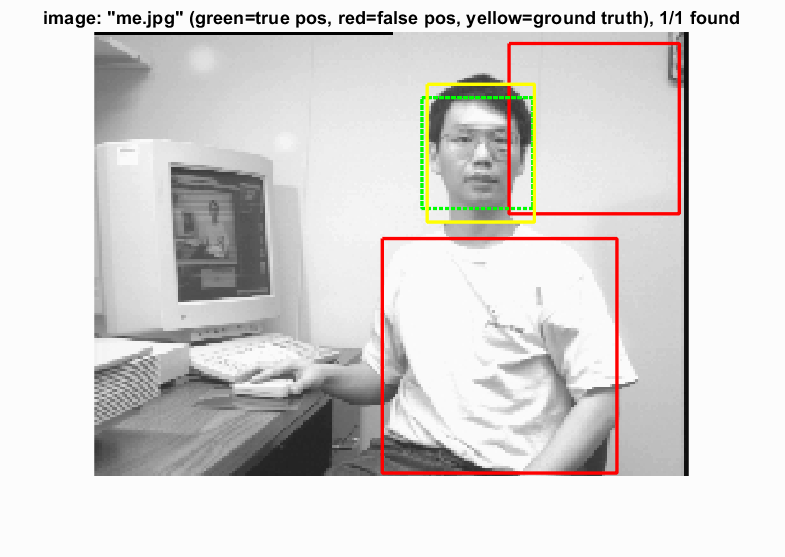 image: "me.jpg" (green=true pos, red=false pos, yellow=ground truth), 1/1 found